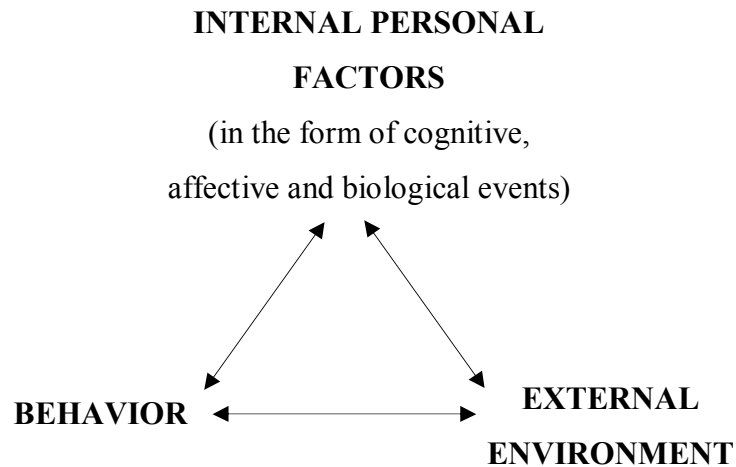 INTERNAL PERSONAL
FACTORS
(in the form of cognitive,
affective and biological events)
BEHAVIOR
EXTERNAL
ENVIRONMENT